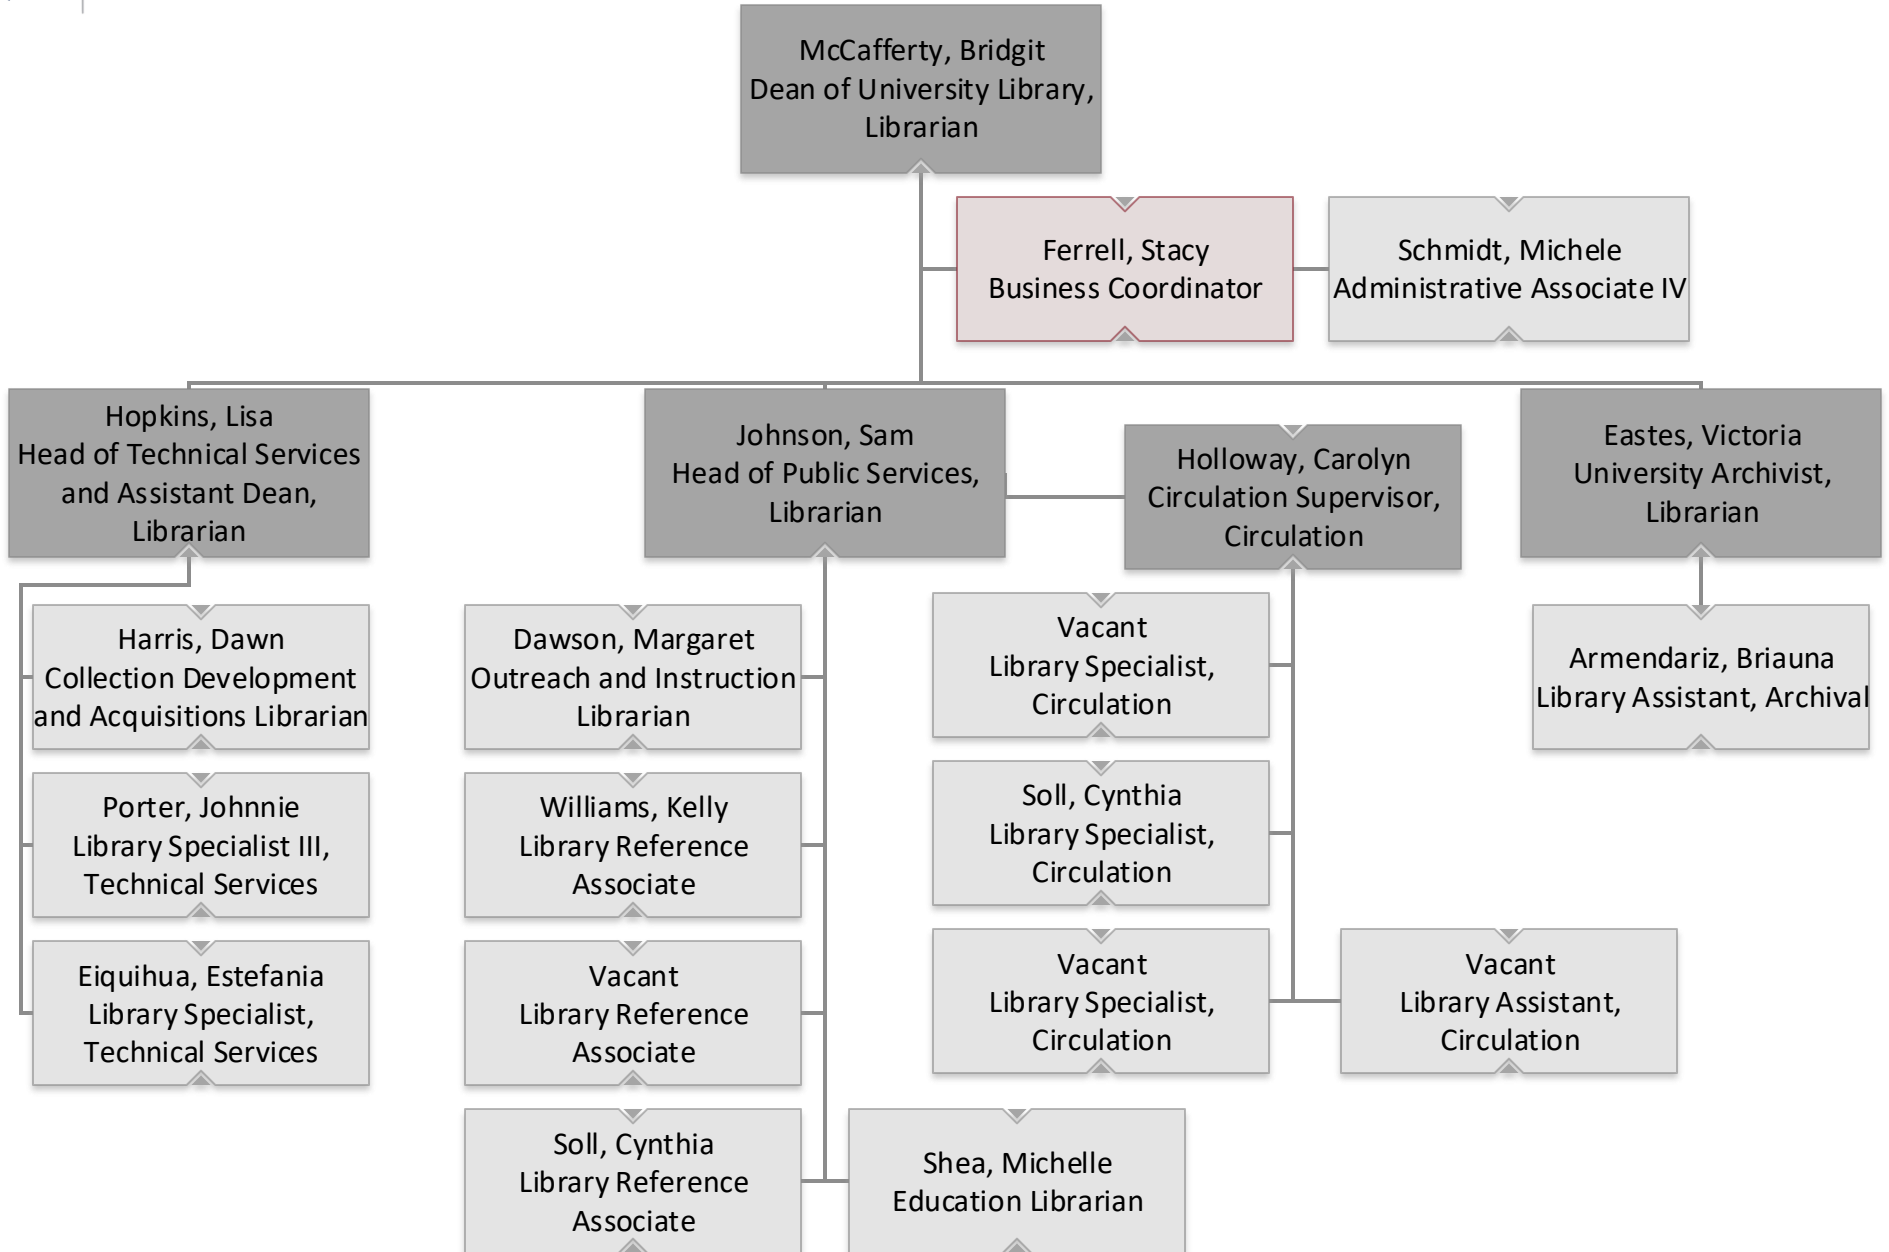 McCafferty, Bridgit
Dean of University Library,
Librarian
Ferrell, Stacy
Business Coordinator
Schmidt, Michele
Administrative Associate IV
Hopkins, Lisa
Head of Technical Services
and Assistant Dean,
Librarian
Johnson, Sam
Head of Public Services,
Librarian
Holloway, Carolyn
Circulation Supervisor,
Circulation
Eastes, Victoria
University Archivist,
Librarian
Harris, Dawn
Collection Development
and Acquisitions Librarian
Porter, Johnnie
Library Specialist III,
Technical Services
Eiquihua, Estefania
Library Specialist,
Technical Services
Dawson, Margaret
Outreach and Instruction
Librarian
Williams, Kelly
Library Reference
Associate
Vacant
Library Reference
Associate
Soll, Cynthia
Library Reference
Associate
Shea, Michelle
Education Librarian
Vacant
Library Specialist,
Circulation
Soll, Cynthia
Library Specialist,
Circulation
Vacant
Library Specialist,
Circulation
Vacant
Library Assistant,
Circulation
Armendariz, Briauna
Library Assistant, Archival